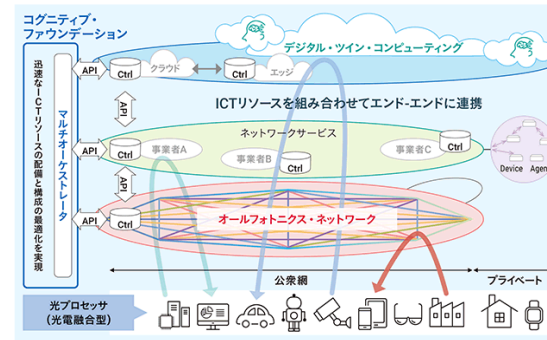 コグニティブ・
ファウンデーション
デジタル・ツイン・コンピューティング
API
Ctrl
クラウド
Ctrl
エッジ
API
ICTリソースを組み合わせてエンド-エンドに連携
迅速なICTリソースの配備と構成の最適化を実現
マルチオーケストレータ
ネットワークサービス
API
Ctrl
事業者A
事業者B
Ctrl
事業者C
Ctrl
Device
Agen
API
API
Ctrl
オールフォトニクス・ネットワーク
公衆網
プライベート
光プロセッサ
(光電融合型)